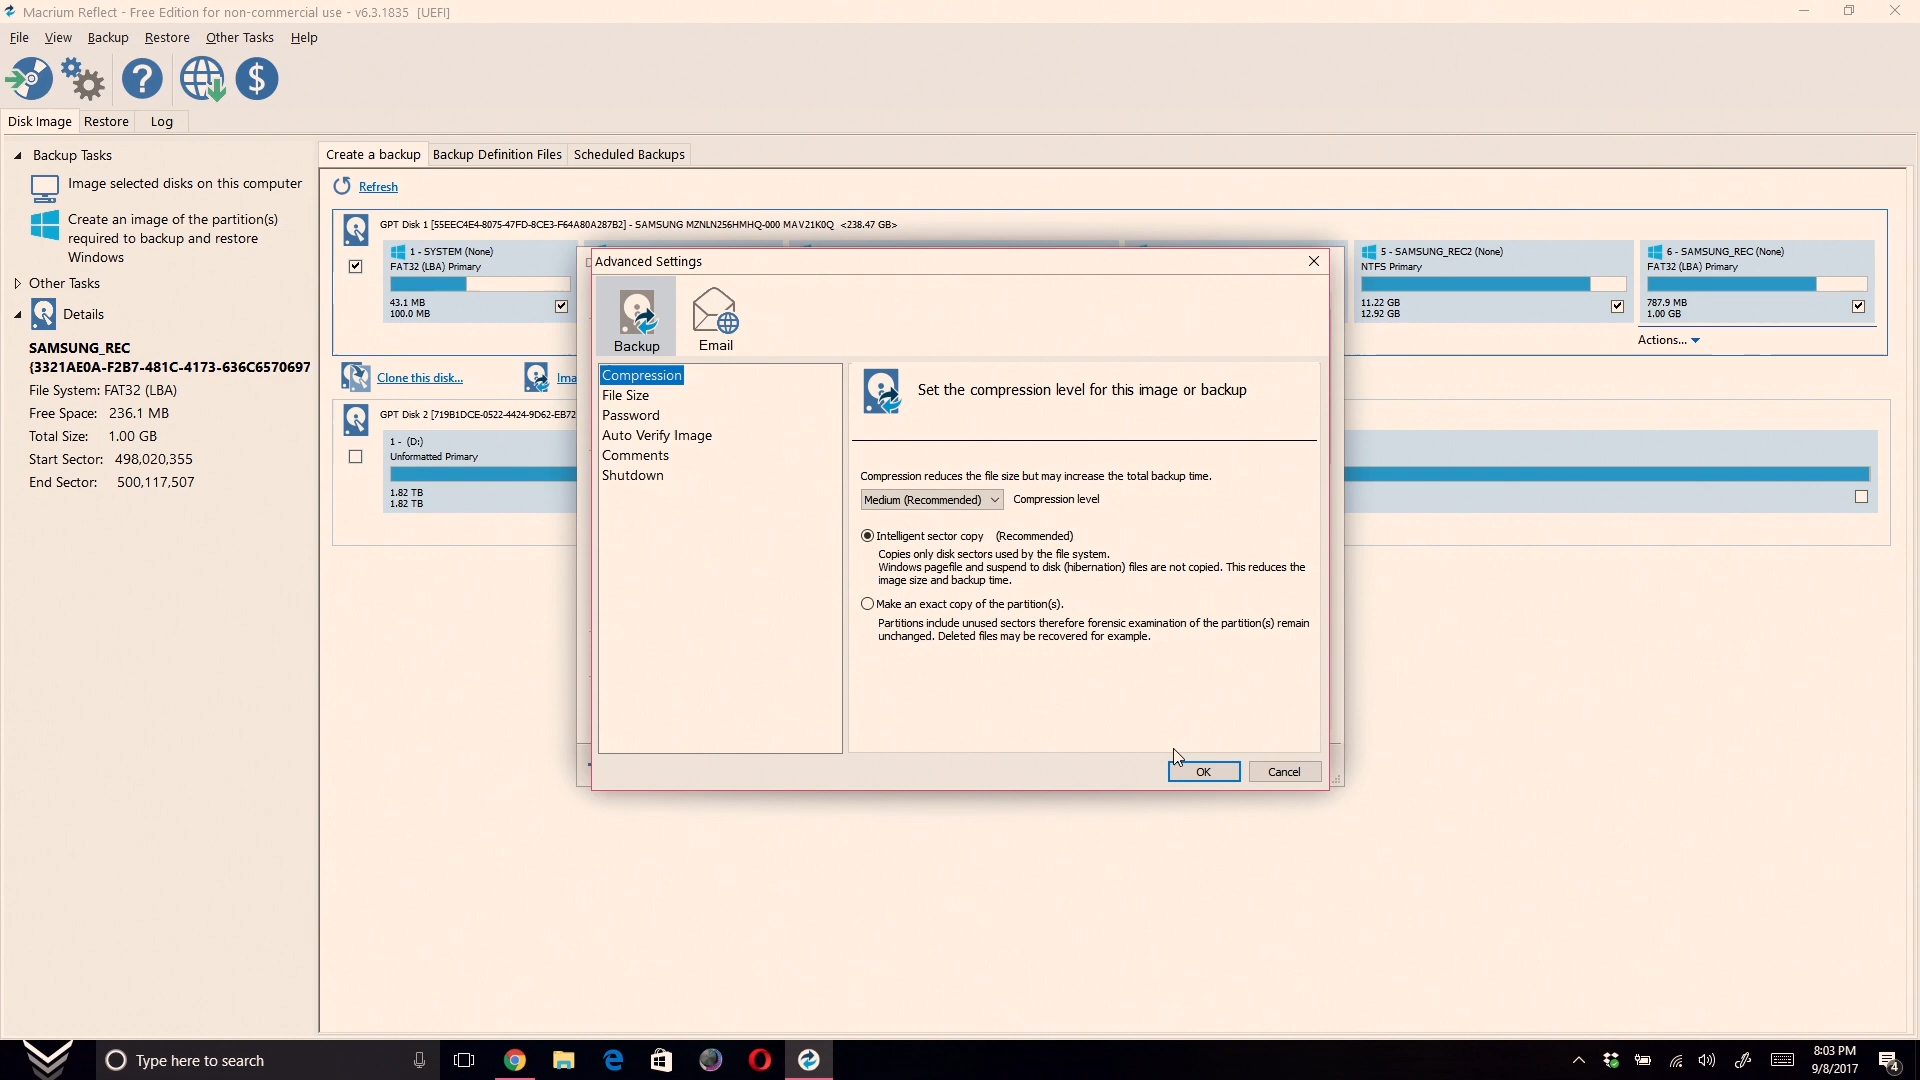 Macrium Reflect - Free Edition for non-commercial use - v6.3.1835 [UEFI]
File View Backup Restore Other Tasks Help
Disk Image Restore Log
Backup Tasks
Image selected disks on this computer
Create an image of the partition(s)
required to backup and restore
Windows
Other Tasks
Details
SAMSUNG_REC
{3321AE0A-F2B7-481C-4173-636C6570697
File System: FAT32 (LBA)
Free Space: 236.1 MB
Total Size: 1.00 GB
Start Sector: 498,020,355
End Sector: 500,117,507
Create a backup Backup Definition Files Scheduled Backups
Refresh
GPT Disk 1 [55EEC4E4-8075-47FD-8CE3-F64A80A287B2] - SAMSUNG MZNLN256HMHQ-000 MAV21K0Q <238.47 GB>
1 - SYSTEM (None)
FAT32 (LBA) Primary
43.1 MB
100.0 MB
5 - SAMSUNG_REC2 (None)
NTFS Primary
11.22 GB
12.92 GB
6 - SAMSUNG_REC (None)
FAT32 (LBA) Primary
787.9 MB
1.00 GB
Actions...
Clone this disk...
Ima
GPT Disk 2 [719B1DCE-0522-4424-9D62-EB72
1 - (D:)
Unformatted Primary
1.82 TB
1.82 TB
Advanced Settings
Backup
Email
Compression
File Size
Password
Auto Verify Image
Comments
Shutdown
Set the compression level for this image or backup
Compression reduces the file size but may increase the total backup time.
Medium (Recommended) Compression level
Intelligent sector copy (Recommended)
Copies only disk sectors used by the file system.
Windows pagefile and suspend to disk (hibernation) files are not copied. This reduces the
image size and backup time.
Make an exact copy of the partition(s).
Partitions include unused sectors therefore forensic examination of the partition(s) remain
unchanged. Deleted files may be recovered for example.
OK
Cancel
Type here to search
8:03 PM
9/8/2017
4